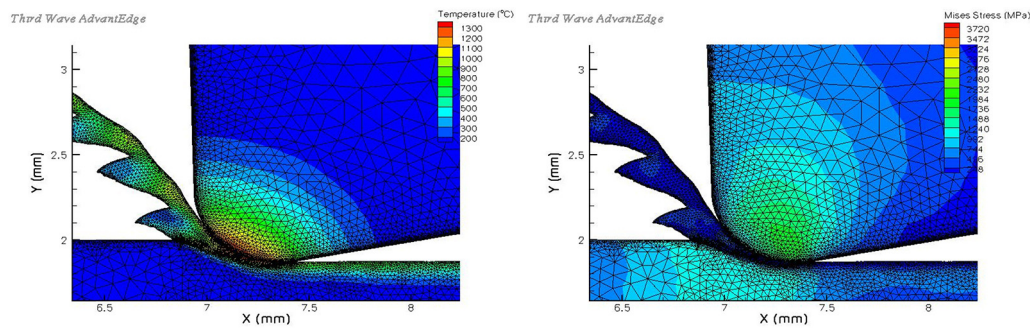 Third Wave AdvantEdge
Temperature (°C)
1300
1200
1100
1000
900
800
700
600
500
400
300
200
3
2.5
2
Y (mm)
6.5 7 7.5 8
X (mm)
Third Wave AdvantEdge
Mises Stress (MPa)
3720
3472
2480
1488
3
2.5
2
Y (mm)
6.5 7 7.5 8
X (mm)